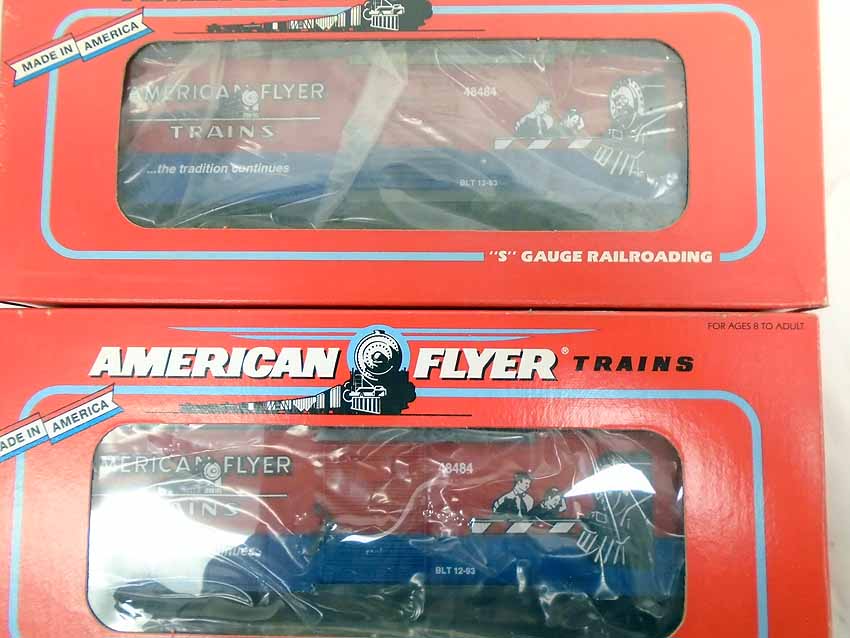 MADE IN AMERICA
AMERICAN FLYER
48484
TRAINS
...the tradition continues
BLT 12-93
"S" GAUGE RAILROADING
FOR AGES 8 TO ADULT
AMERICAN FLYER® TRAINS
MADE IN AMERICA
AMERICAN FLYER
48484
TRAINS
BLT 12-93